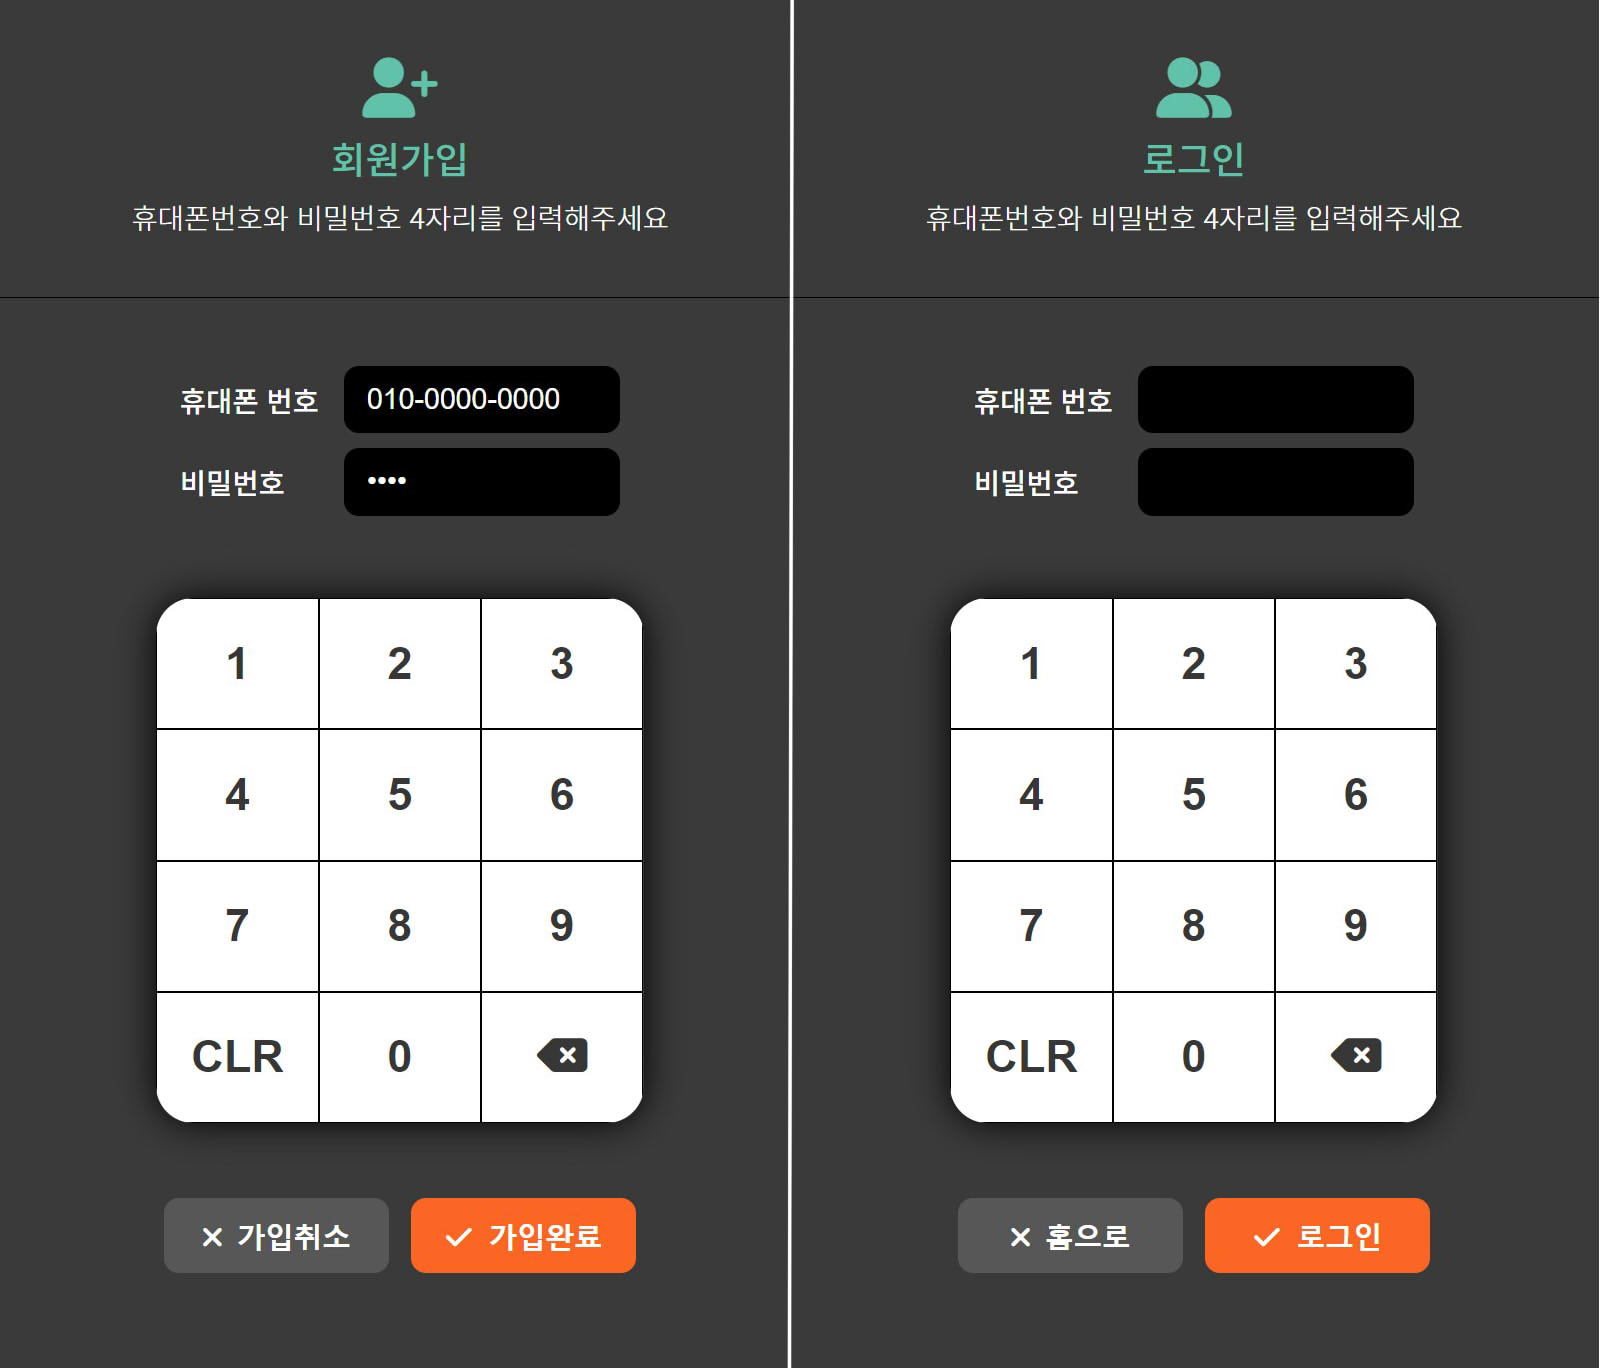 회원가입
휴대폰번호와 비밀번호 4자리를 입력해주세요
휴대폰 번호 010-0000-0000
비밀번호 ••••
1 2 3
4 5 6
7 8 9
CLR 0
가입취소 가입완료
로그인
휴대폰번호와 비밀번호 4자리를 입력해주세요
휴대폰 번호
비밀번호
1 2 3
4 5 6
7 8 9
CLR 0
홈으로 로그인